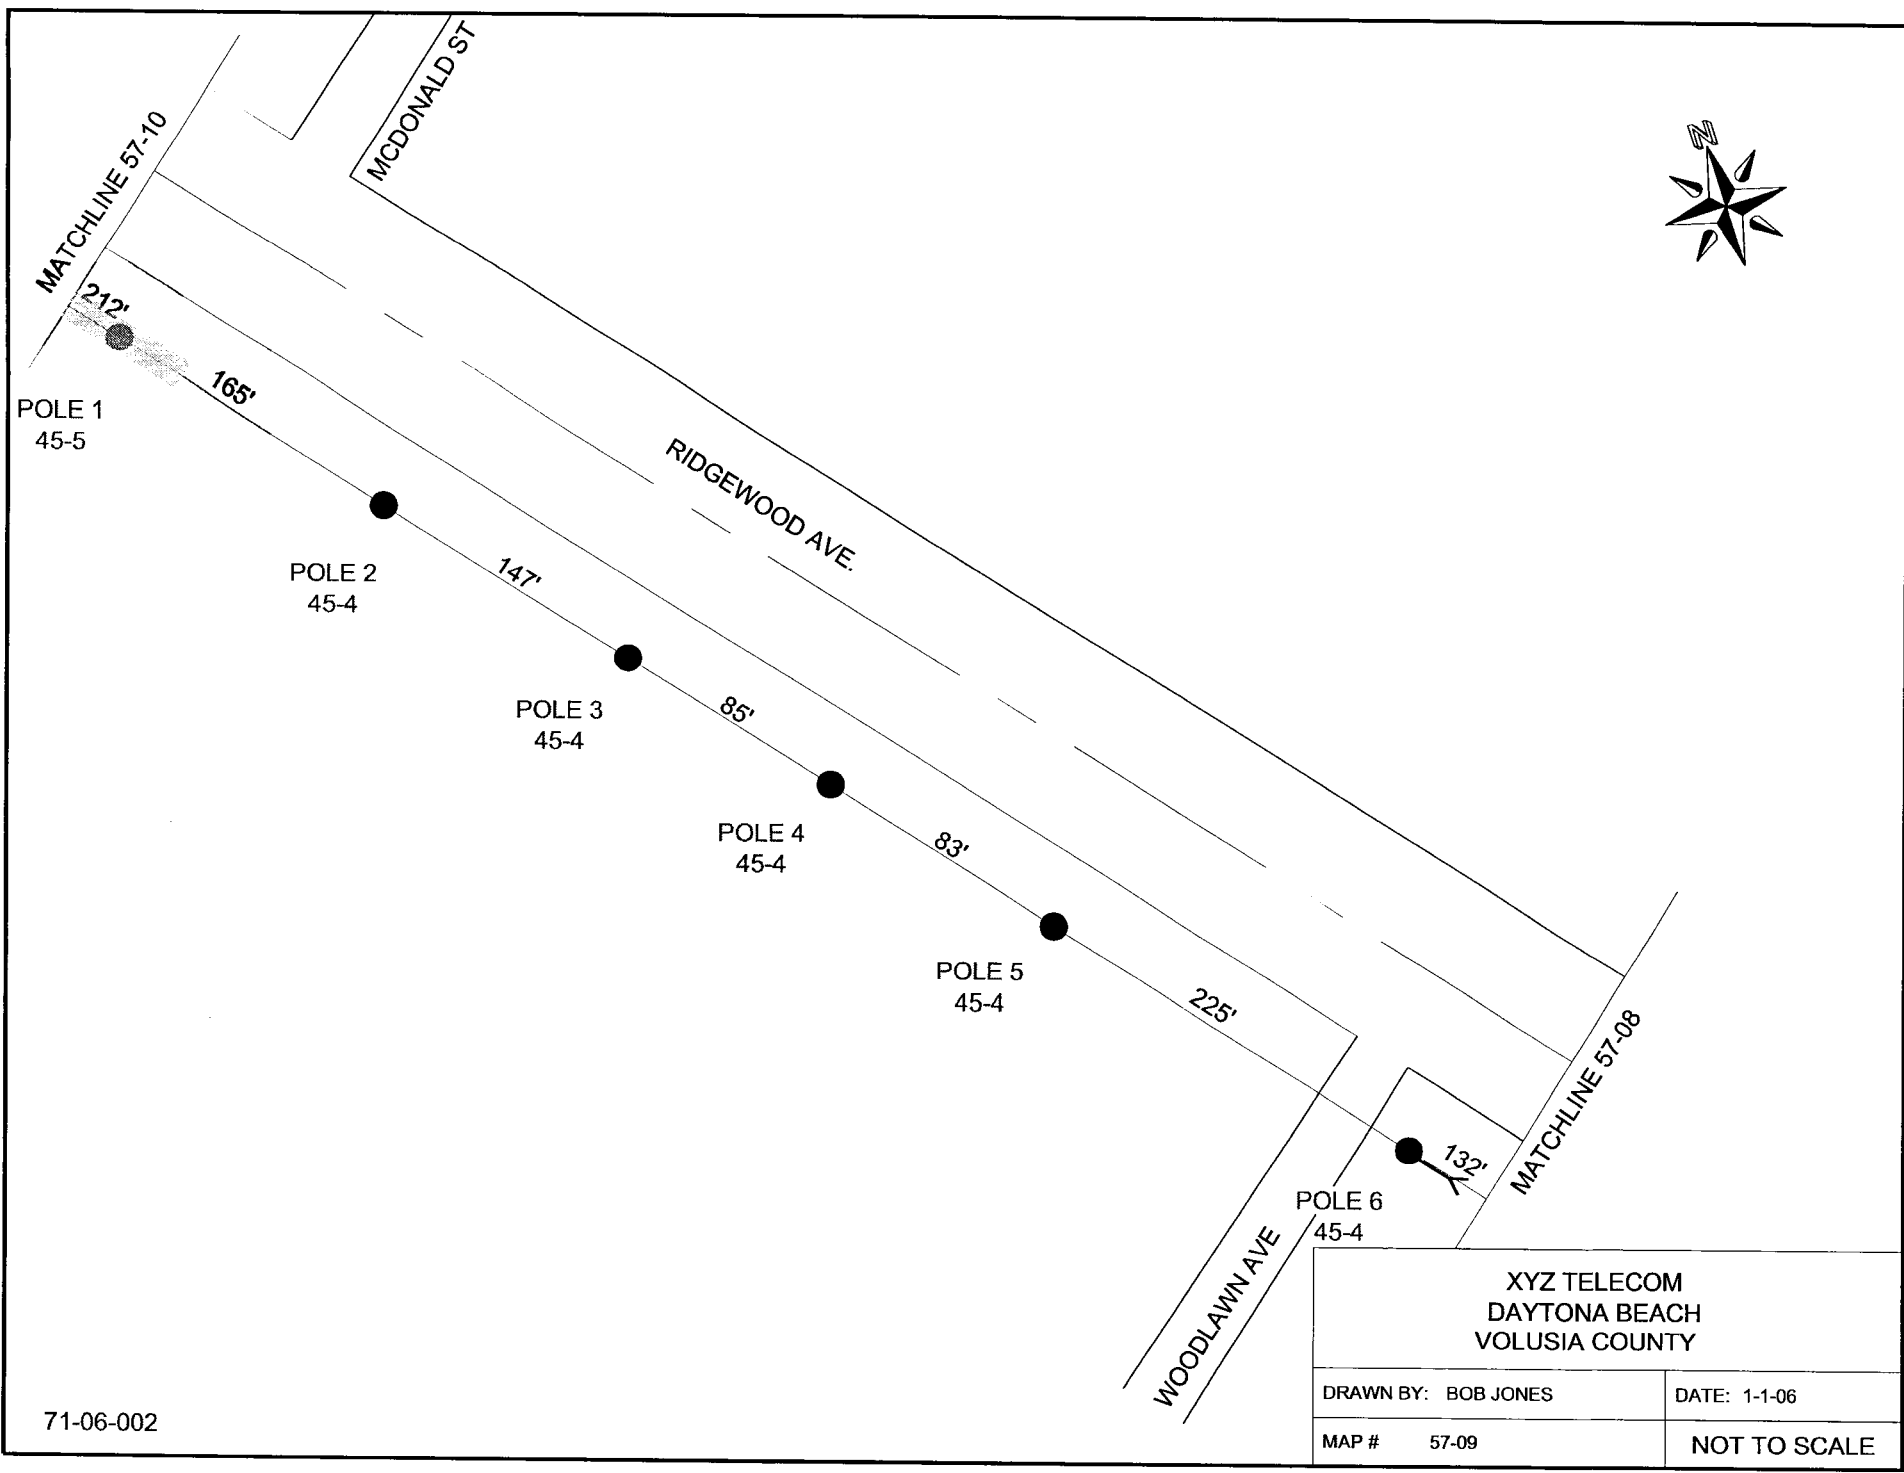 MCDONALD ST
N
MATCHLINE 57-10
212'
165'
POLE 1
45-5
RIDGEWOOD AVE.
POLE 2
45-4
147'
POLE 3
45-4
85'
POLE 4
45-4
83'
POLE 5
45-4
225'
MATCHLINE 57-08
132'
POLE 6
45-4
WOODLAWN AVE
XYZ TELECOM
DAYTONA BEACH
VOLUSIA COUNTY
DRAWN BY: BOB JONES
DATE: 1-1-06
MAP # 57-09
NOT TO SCALE
71-06-002